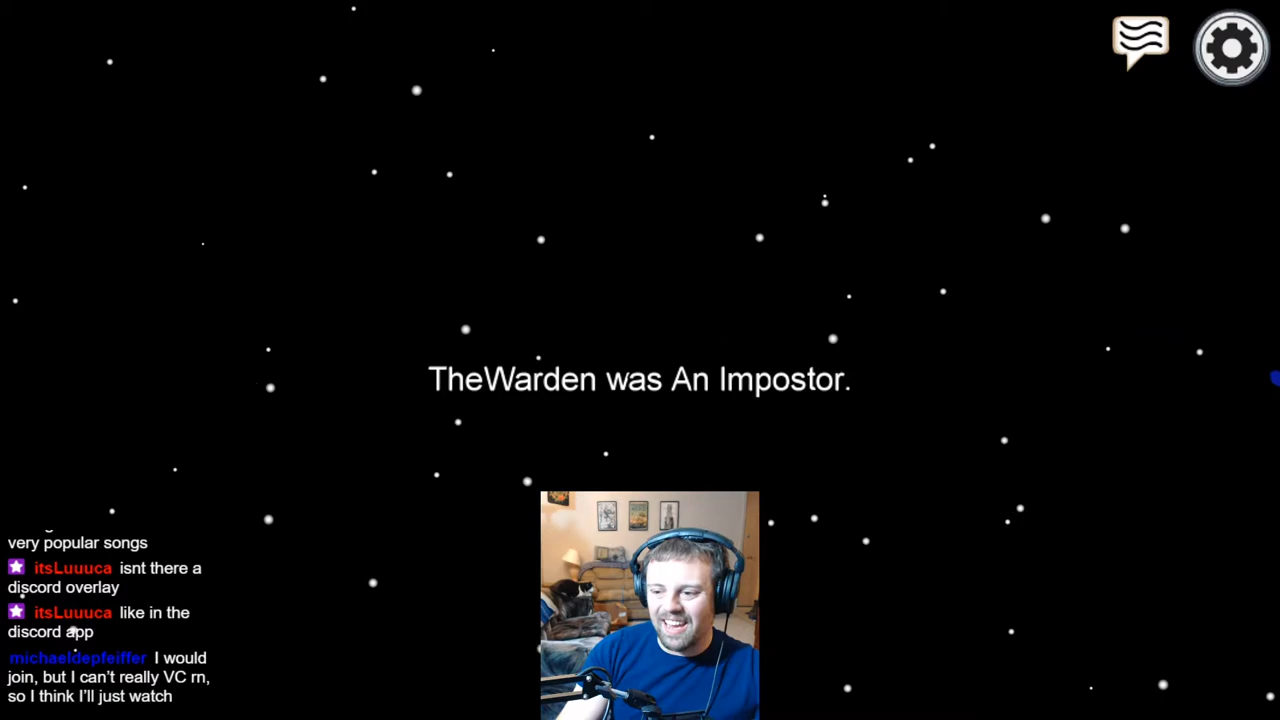 TheWarden was An Impostor.
very popular songs
itsLuuuca isnt there a
discord overlay
itsLuuuca like in the
discord app
michaeldepfeiffer I would
join, but I can't really VC rn,
so I think I'll just watch